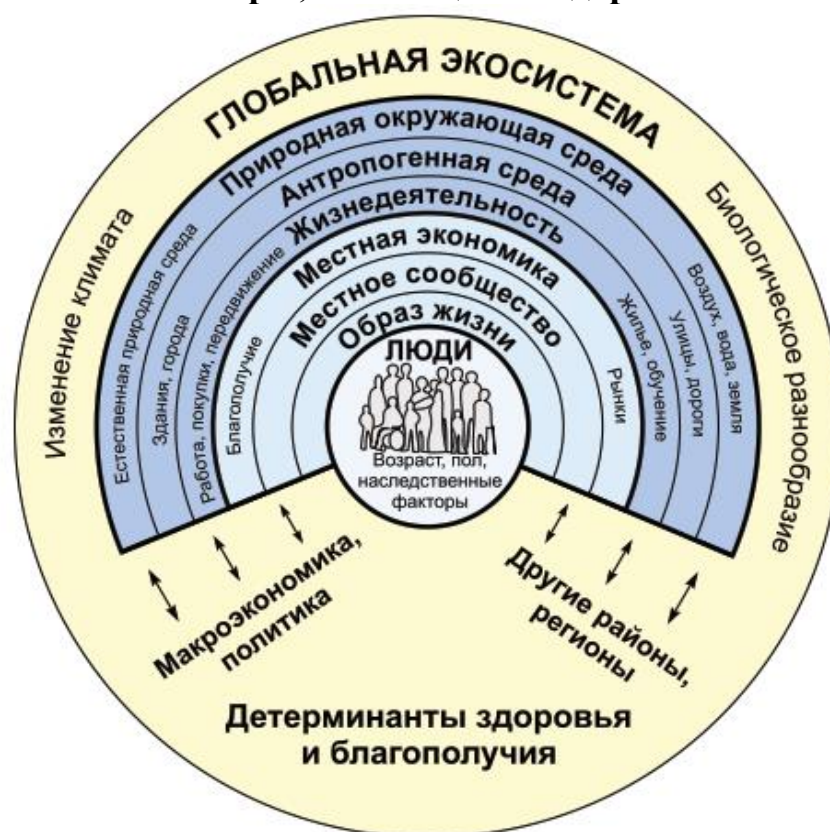 ГЛОБАЛЬНАЯ ЭКОСИСТЕМА
Природная окружающая среда
Антропогенная среда
Жизнедеятельность
Местная экономика
Местное сообщество
Образ жизни
ЛЮДИ
Возраст, пол,
наследственные
факторы
Изменение климата
Естественная природная среда
Здания, города
Работа, покупки, передвижение
Благополучие
Рынки
Жилье, обучение
Улицы, дороги
Воздух, вода, земля
Биологическое разнообразие
Макроэкономика,
политика
Другие районы,
регионы
Детерминанты здоровья
и благополучия